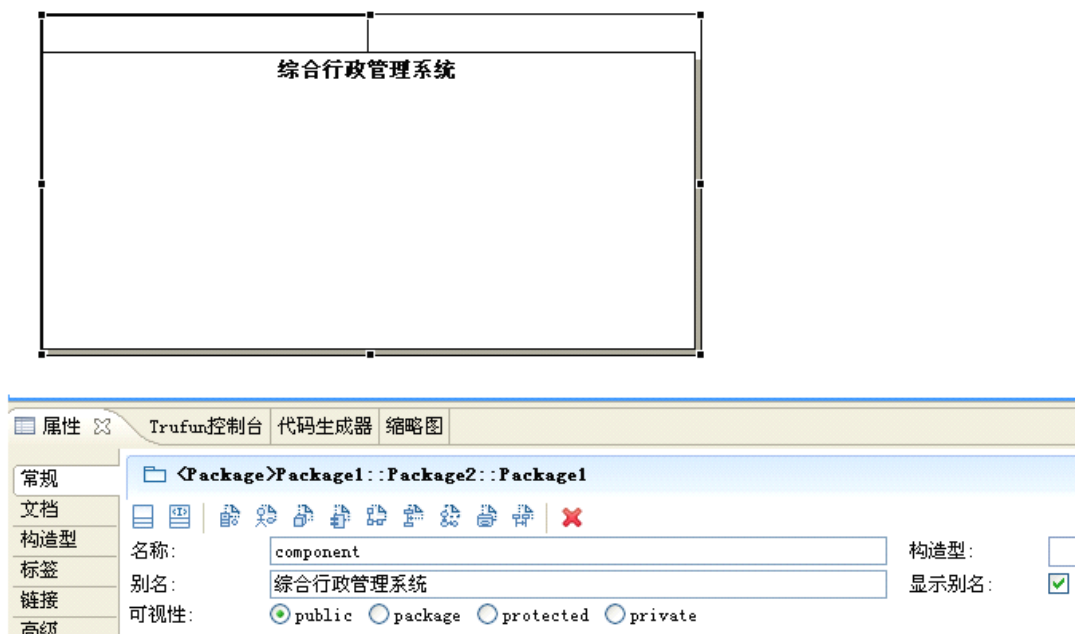 综合行政管理系统
属性 Trufun控制台 代码生成器 缩略图
常规 <Package>Package1::Package2::Package1
文档
构造型 名称: component 构造型:
标签 别名: 综合行政管理系统 显示别名:
链接 可视性: public package protected private
高级